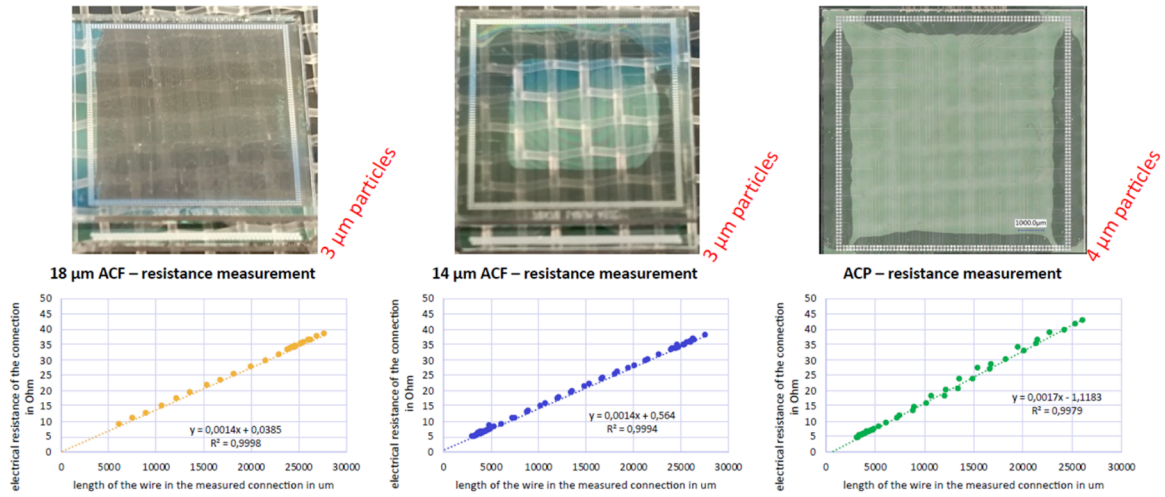 1000.0μm
3 μm particles
3 μm particles
4 μm particles
18 μm ACF – resistance measurement
14 μm ACF – resistance measurement
ACP – resistance measurement
electrical resistance of the connection
in Ohm
50
45
40
35
30
25
20
15
10
5
0
0
5000
10000
15000
20000
25000
30000
y = 0,0014x + 0,0385
R² = 0,9998
length of the wire in the measured connection in um
electrical resistance of the connection
in Ohm
50
45
40
35
30
25
20
15
10
5
0
0
5000
10000
15000
20000
25000
30000
y = 0,0014x + 0,564
R² = 0,9994
length of the wire in the measured connection in um
electrical resistance of the connection
in Ohm
50
45
40
35
30
25
20
15
10
5
0
0
5000
10000
15000
20000
25000
30000
y = 0,0017x - 1,1183
R² = 0,9979
length of the wire in the measured connection in um